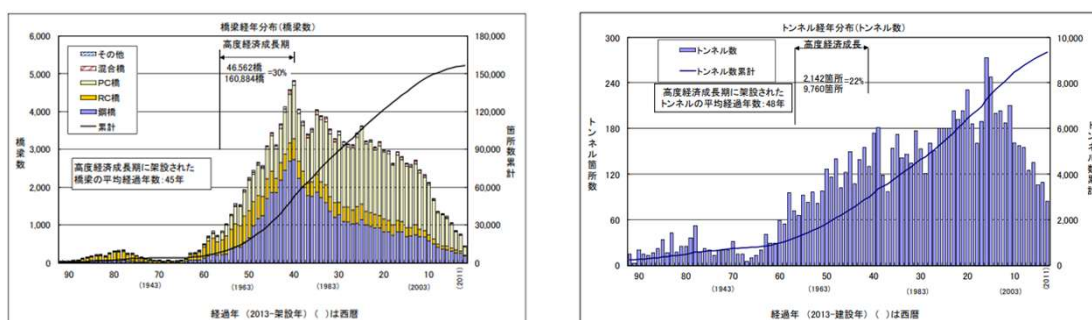 橋梁経年分布(橋梁数)
6,000
5,000
4,000
3,000
2,000
1,000
0
橋梁数
その他
混合橋
PC橋
RC橋
鋼橋
累計
高度経済成長期
46,562橋
160,884橋
=30%
高度経済成長期に架設された
橋梁の平均経過年数:45年
180,000
150,000
120,000
90,000
60,000
30,000
0
箇所数累計
90 80 70 60 50 40 30 20 10
(1943) (1963) (1983) (2003) (2011)
経過年(2013-架設年) ( )は西暦
トンネル経年分布(トンネル数)
300
240
180
120
60
0
トンネル箇所数
トンネル数
トンネル数累計
高度経済成長
2,142箇所
9,760箇所
=22%
高度経済成長期に架設された
トンネルの平均経過年数:48年
10,000
8,000
6,000
4,000
2,000
0
トンネル数累計
90 80 70 60 50 40 30 20 10
(1943) (1963) (1983) (2003) (2011)
経過年(2013-建設年) ( )は西暦